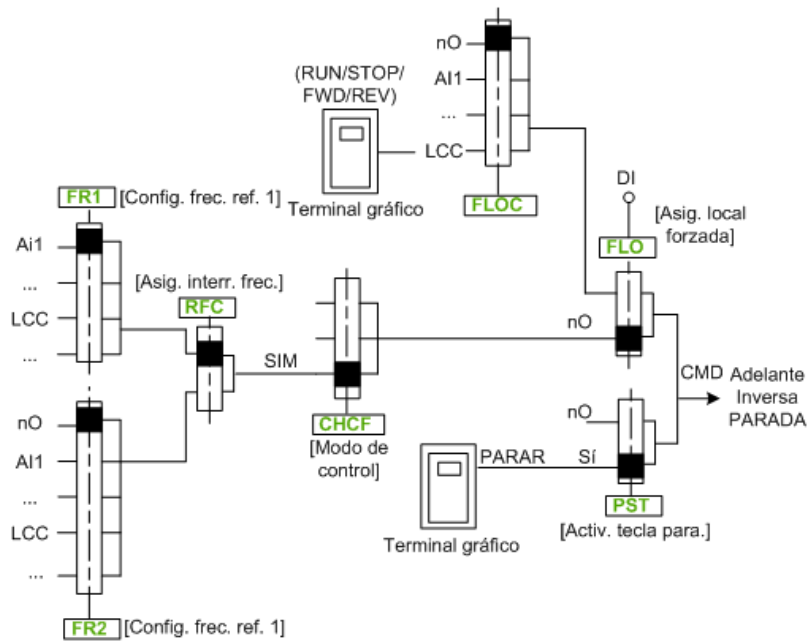 nO
(RUN/STOP/
FWD/REV)
AI1
...
LCC
Terminal gráfico
FLOC
DI
[Asig. local
forzada]
FLO
FR1 [Config. frec. ref. 1]
Ai1
...
LCC
...
[Asig. interr. frec.]
RFC
SIM
nO
CHCF
[Modo de
control]
CMD
Adelante
Inversa
PARADA
nO
AI1
...
LCC
...
FR2 [Config. frec. ref. 1]
nO
PARAR
Sí
Terminal gráfico
PST
[Activ. tecla para.]